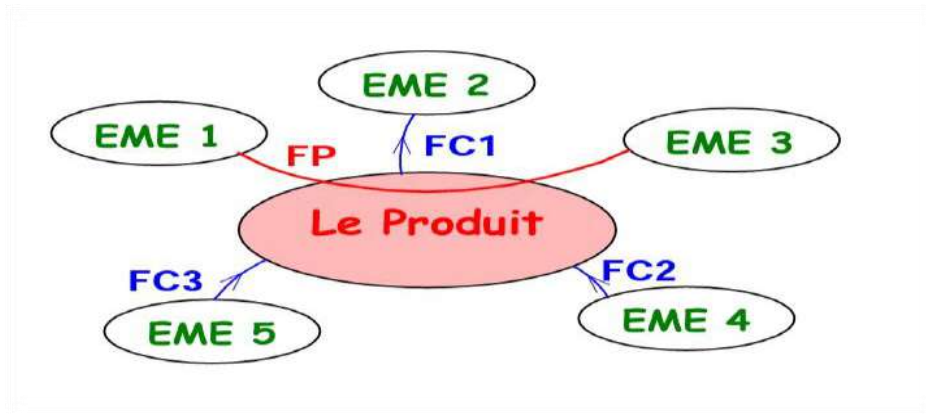 EME 2
EME 1
FP
FC1
EME 3
Le Produit
FC3
FC2
EME 5
EME 4